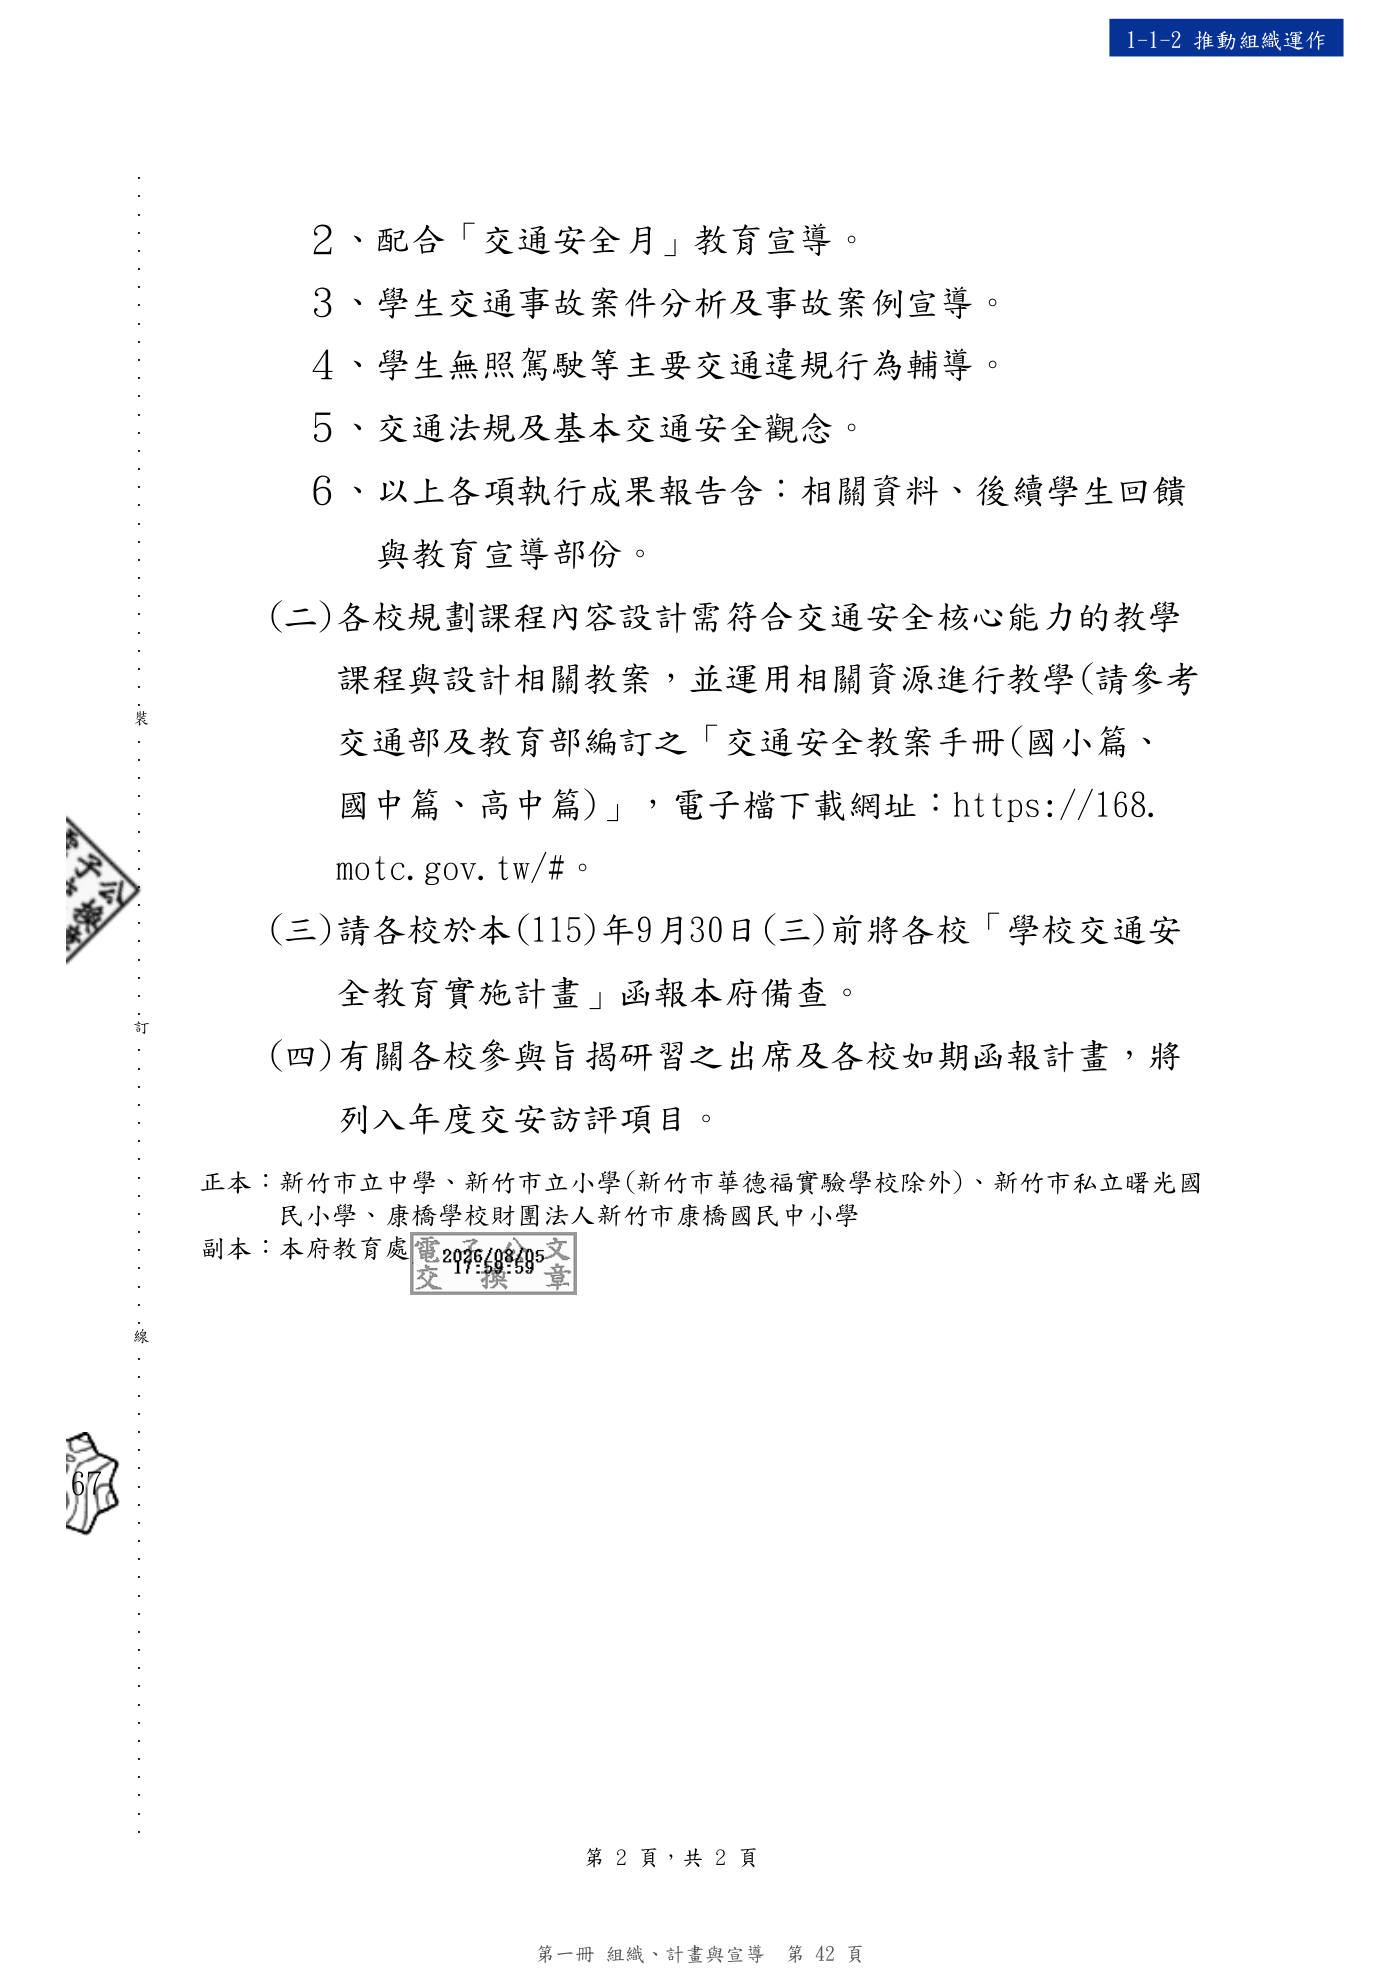 1-1-2 推動組織運作
2、配合「交通安全月」教育宣導。
3、學生交通事故案件分析及事故案例宣導。
4、學生無照駕駛等主要交通違規行為輔導。
5、交通法規及基本交通安全觀念。
6、以上各項執行成果報告含：相關資料、後續學生回饋
與教育宣導部份。
(二)各校規劃課程內容設計需符合交通安全核心能力的教學
課程與設計相關教案，並運用相關資源進行教學(請參考
交通部及教育部編訂之「交通安全教案手冊(國小篇、
國中篇、高中篇)」，電子檔下載網址：https://168.
motc.gov.tw/#。
(三)請各校於本(115)年9月30日(三)前將各校「學校交通安
全教育實施計畫」函報本府備查。
(四)有關各校參與旨揭研習之出席及各校如期函報計畫，將
列入年度交安訪評項目。
正本：新竹市立中學、新竹市立小學(新竹市華德福實驗學校除外)、新竹市私立曙光國
民小學、康橋學校財團法人新竹市康橋國民中小學
副本：本府教育處
電子公文
2026/08/05
17:59:59
交換章
裝
子公
換
訂
線
67
第 2 頁，共 2 頁
第一冊 組織、計畫與宣導 第 42 頁